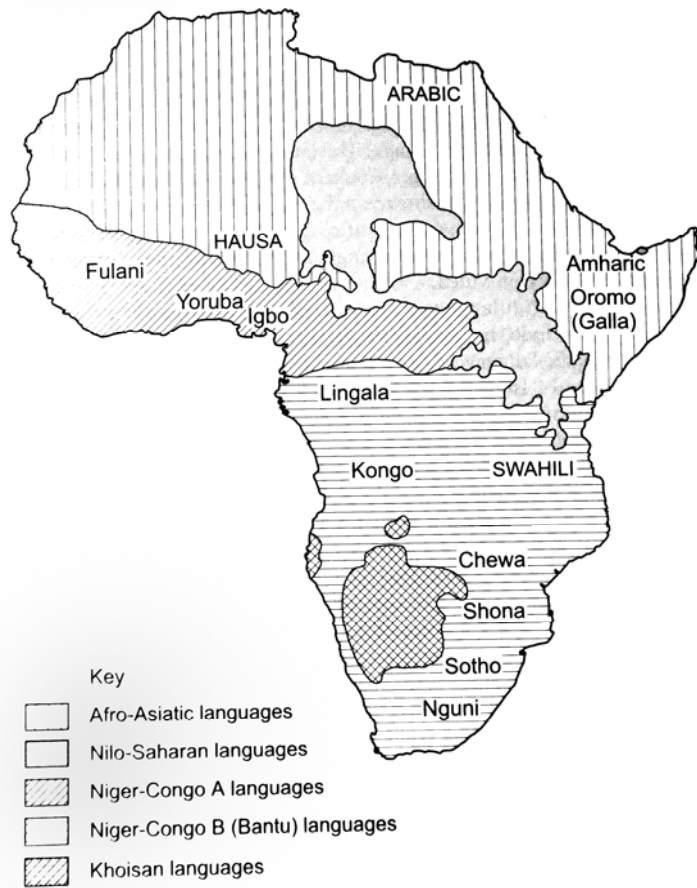 ARABIC
HAUSA
Fulani
Yoruba
Igbo
Amharic
Oromo
(Galla)
Lingala
Kongo
SWAHILI
Chewa
Shona
Sotho
Nguni
Key
Afro-Asiatic languages
Nilo-Saharan languages
Niger-Congo A languages
Niger-Congo B (Bantu) languages
Khoisan languages